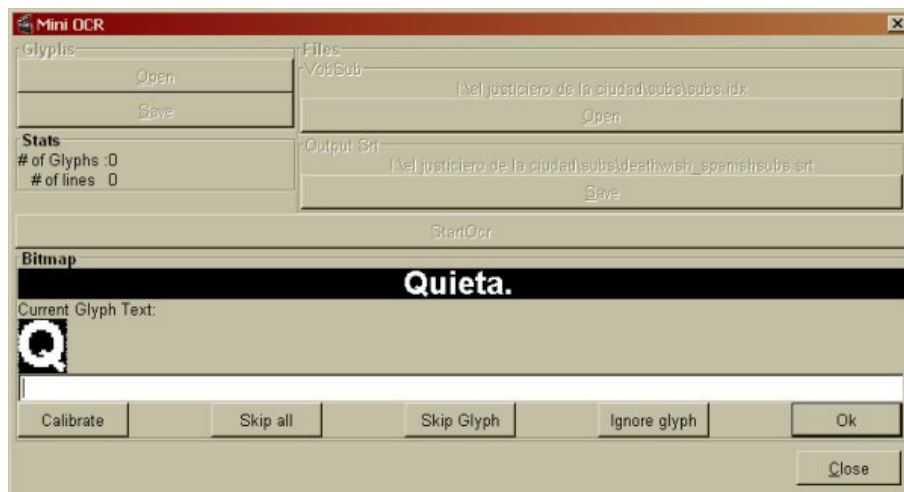 Mini OCR
Glyphs
Open
Save
Stats
# of Glyphs :0
# of lines 0
Files
VobSub
I:\el justiciero de la ciudad\subs\subs.idx
Open
Output Srt
I:\el justiciero de la ciudad\subs\deathwish_spanishsubs.srt
Save
StartOcr
Bitmap
Quieta.
Current Glyph Text:
Q
Calibrate Skip all Skip Glyph Ignore glyph Ok
Close